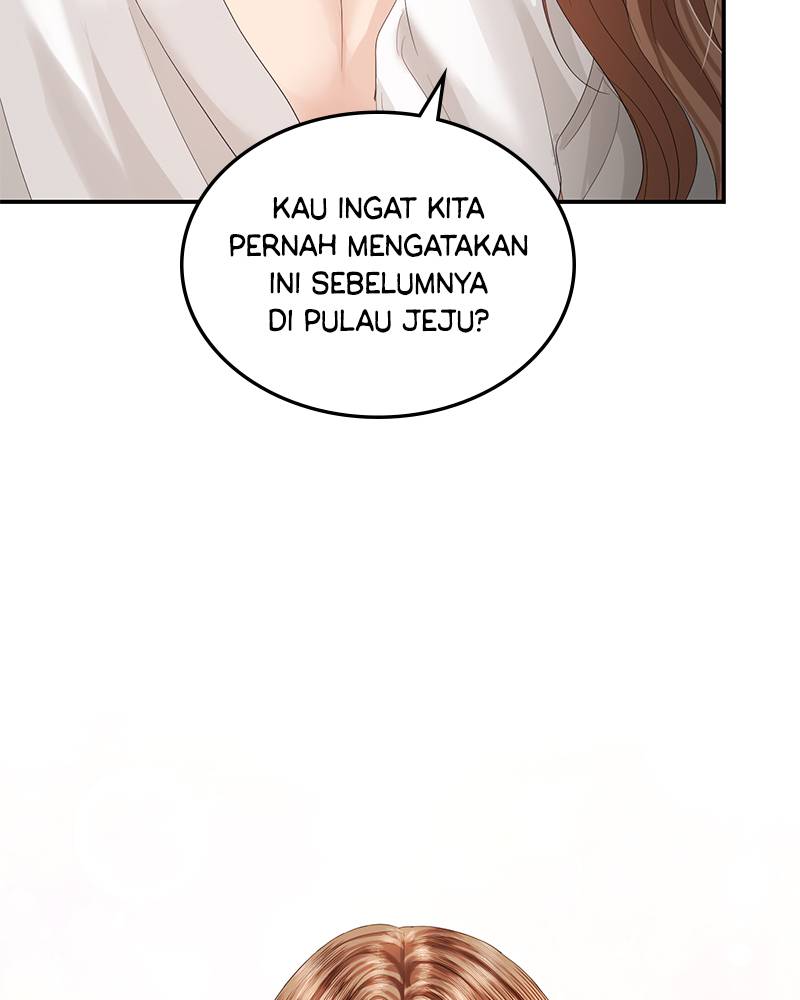 KAU INGAT KITA
PERNAH MENGATAKAN
INI SEBELUMNYA
DI PULAU JEJU?